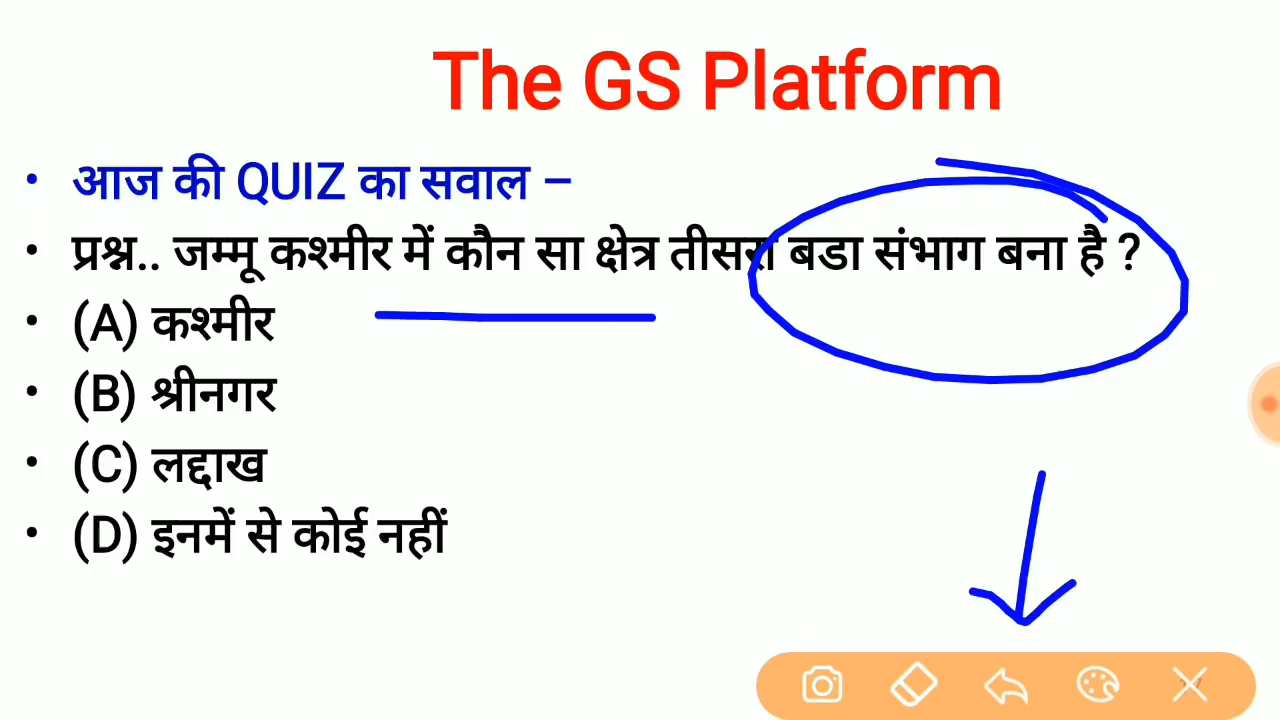 The GS Platform
• आज की QUIZ का सवाल –
• प्रश्न.. जम्मू कश्मीर में कौन सा क्षेत्र तीसरा बडा संभाग बना है ?
• (A) कश्मीर
• (B) श्रीनगर
• (C) लद्दाख
• (D) इनमें से कोई नहीं